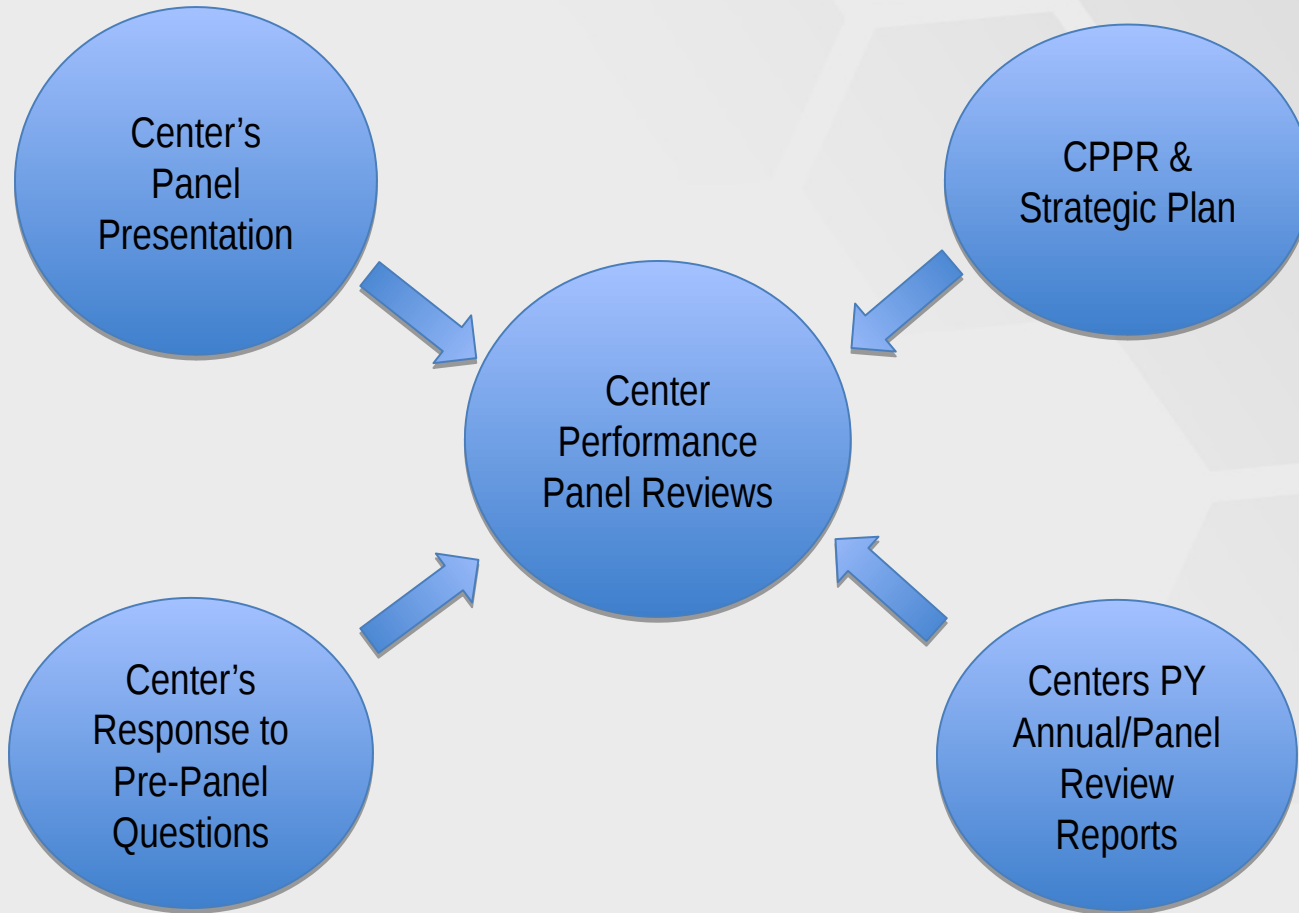 Center’s
Panel
Presentation
CPPR &
Strategic Plan
Center
Performance
Panel Reviews
Center’s
Response to
Pre-Panel
Questions
Centers PY
Annual/Panel
Review
Reports